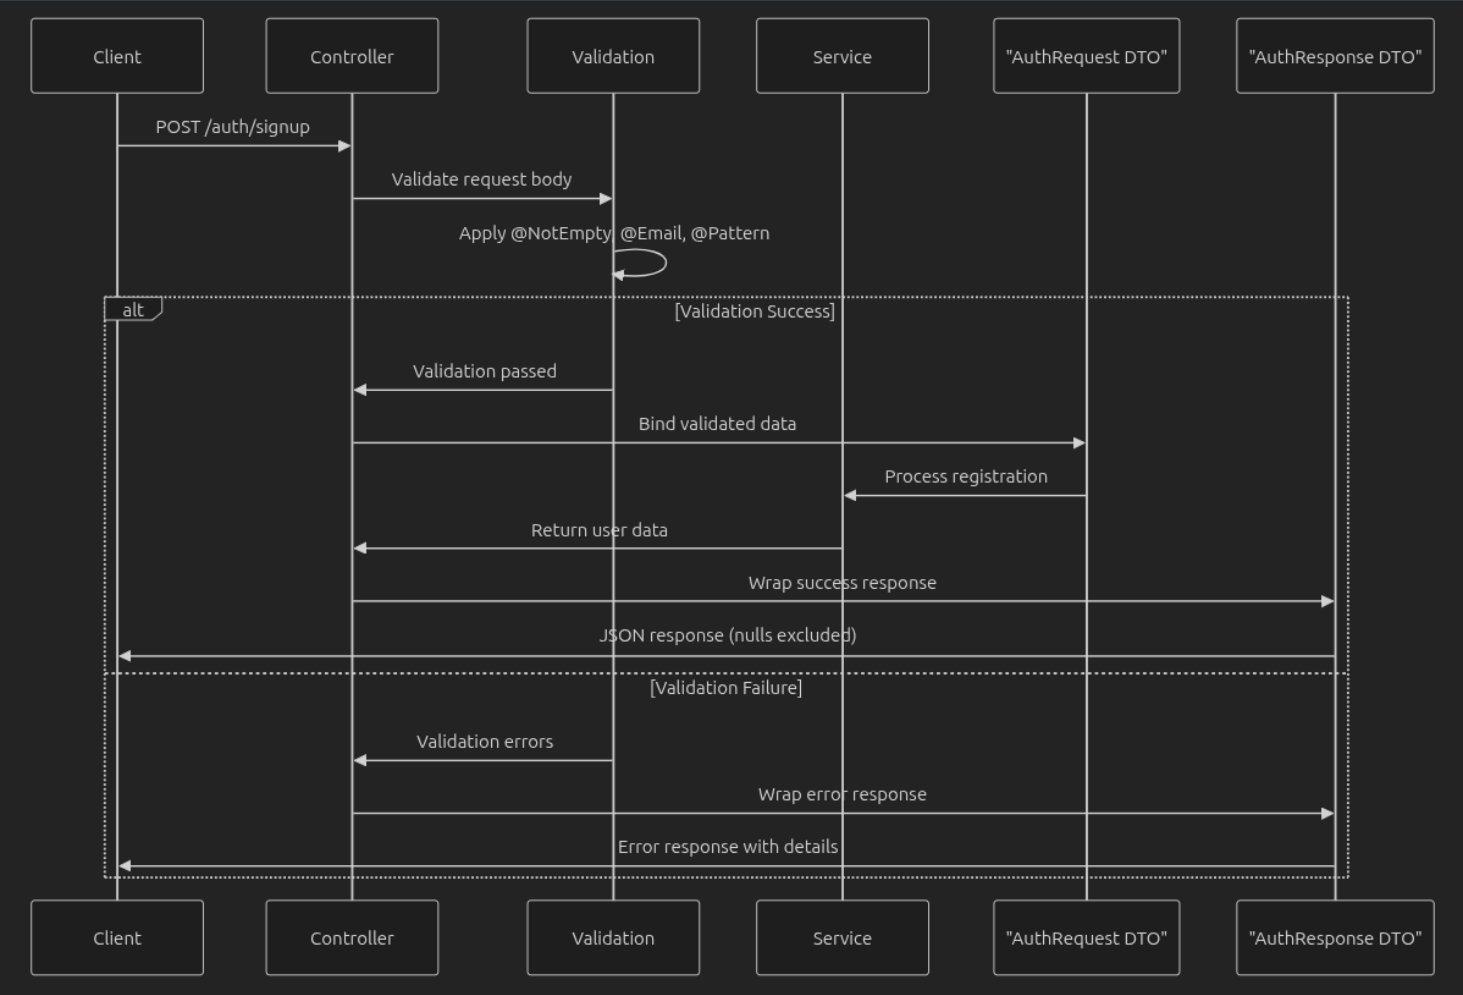 Client
Controller
Validation
Service
"AuthRequest DTO"
"AuthResponse DTO"
POST /auth/signup
Validate request body
Apply @NotEmpty, @Email, @Pattern
alt
[Validation Success]
Validation passed
Bind validated data
Process registration
Return user data
Wrap success response
JSON response (nulls excluded)
[Validation Failure]
Validation errors
Wrap error response
Error response with details
Client
Controller
Validation
Service
"AuthRequest DTO"
"AuthResponse DTO"